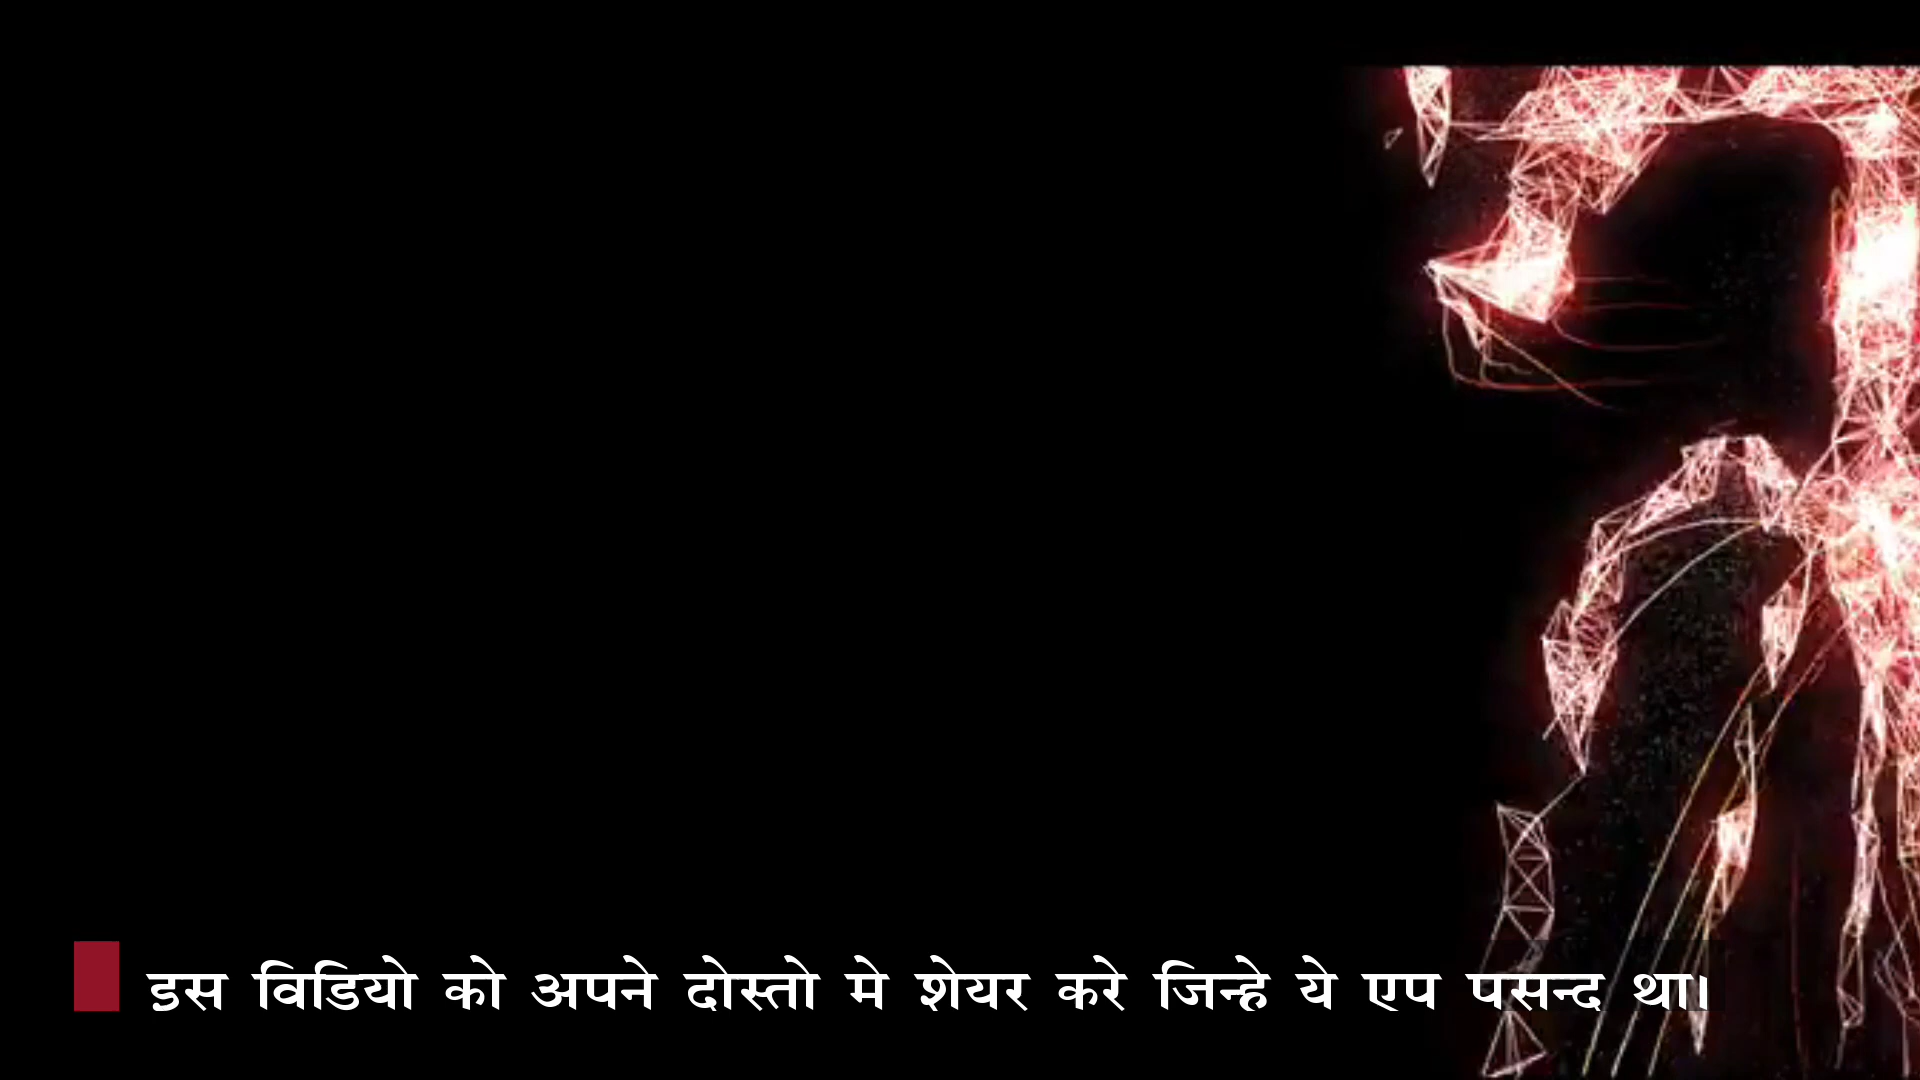 इस विडियो को अपने दोस्तो मे शेयर करे जिन्हे ये एप पसन्द था।